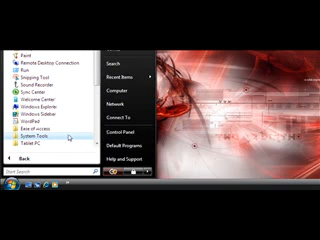 Paint
Remote Desktop Connection
Run
Snipping Tool
Sound Recorder
Sync Center
Welcome Center
Windows Explorer
Windows Sidebar
WordPad
Ease of Access
System Tools
Tablet PC
Back
Start Search
Search
Recent Items
Computer
Network
Connect To
Control Panel
Default Programs
Help and Support